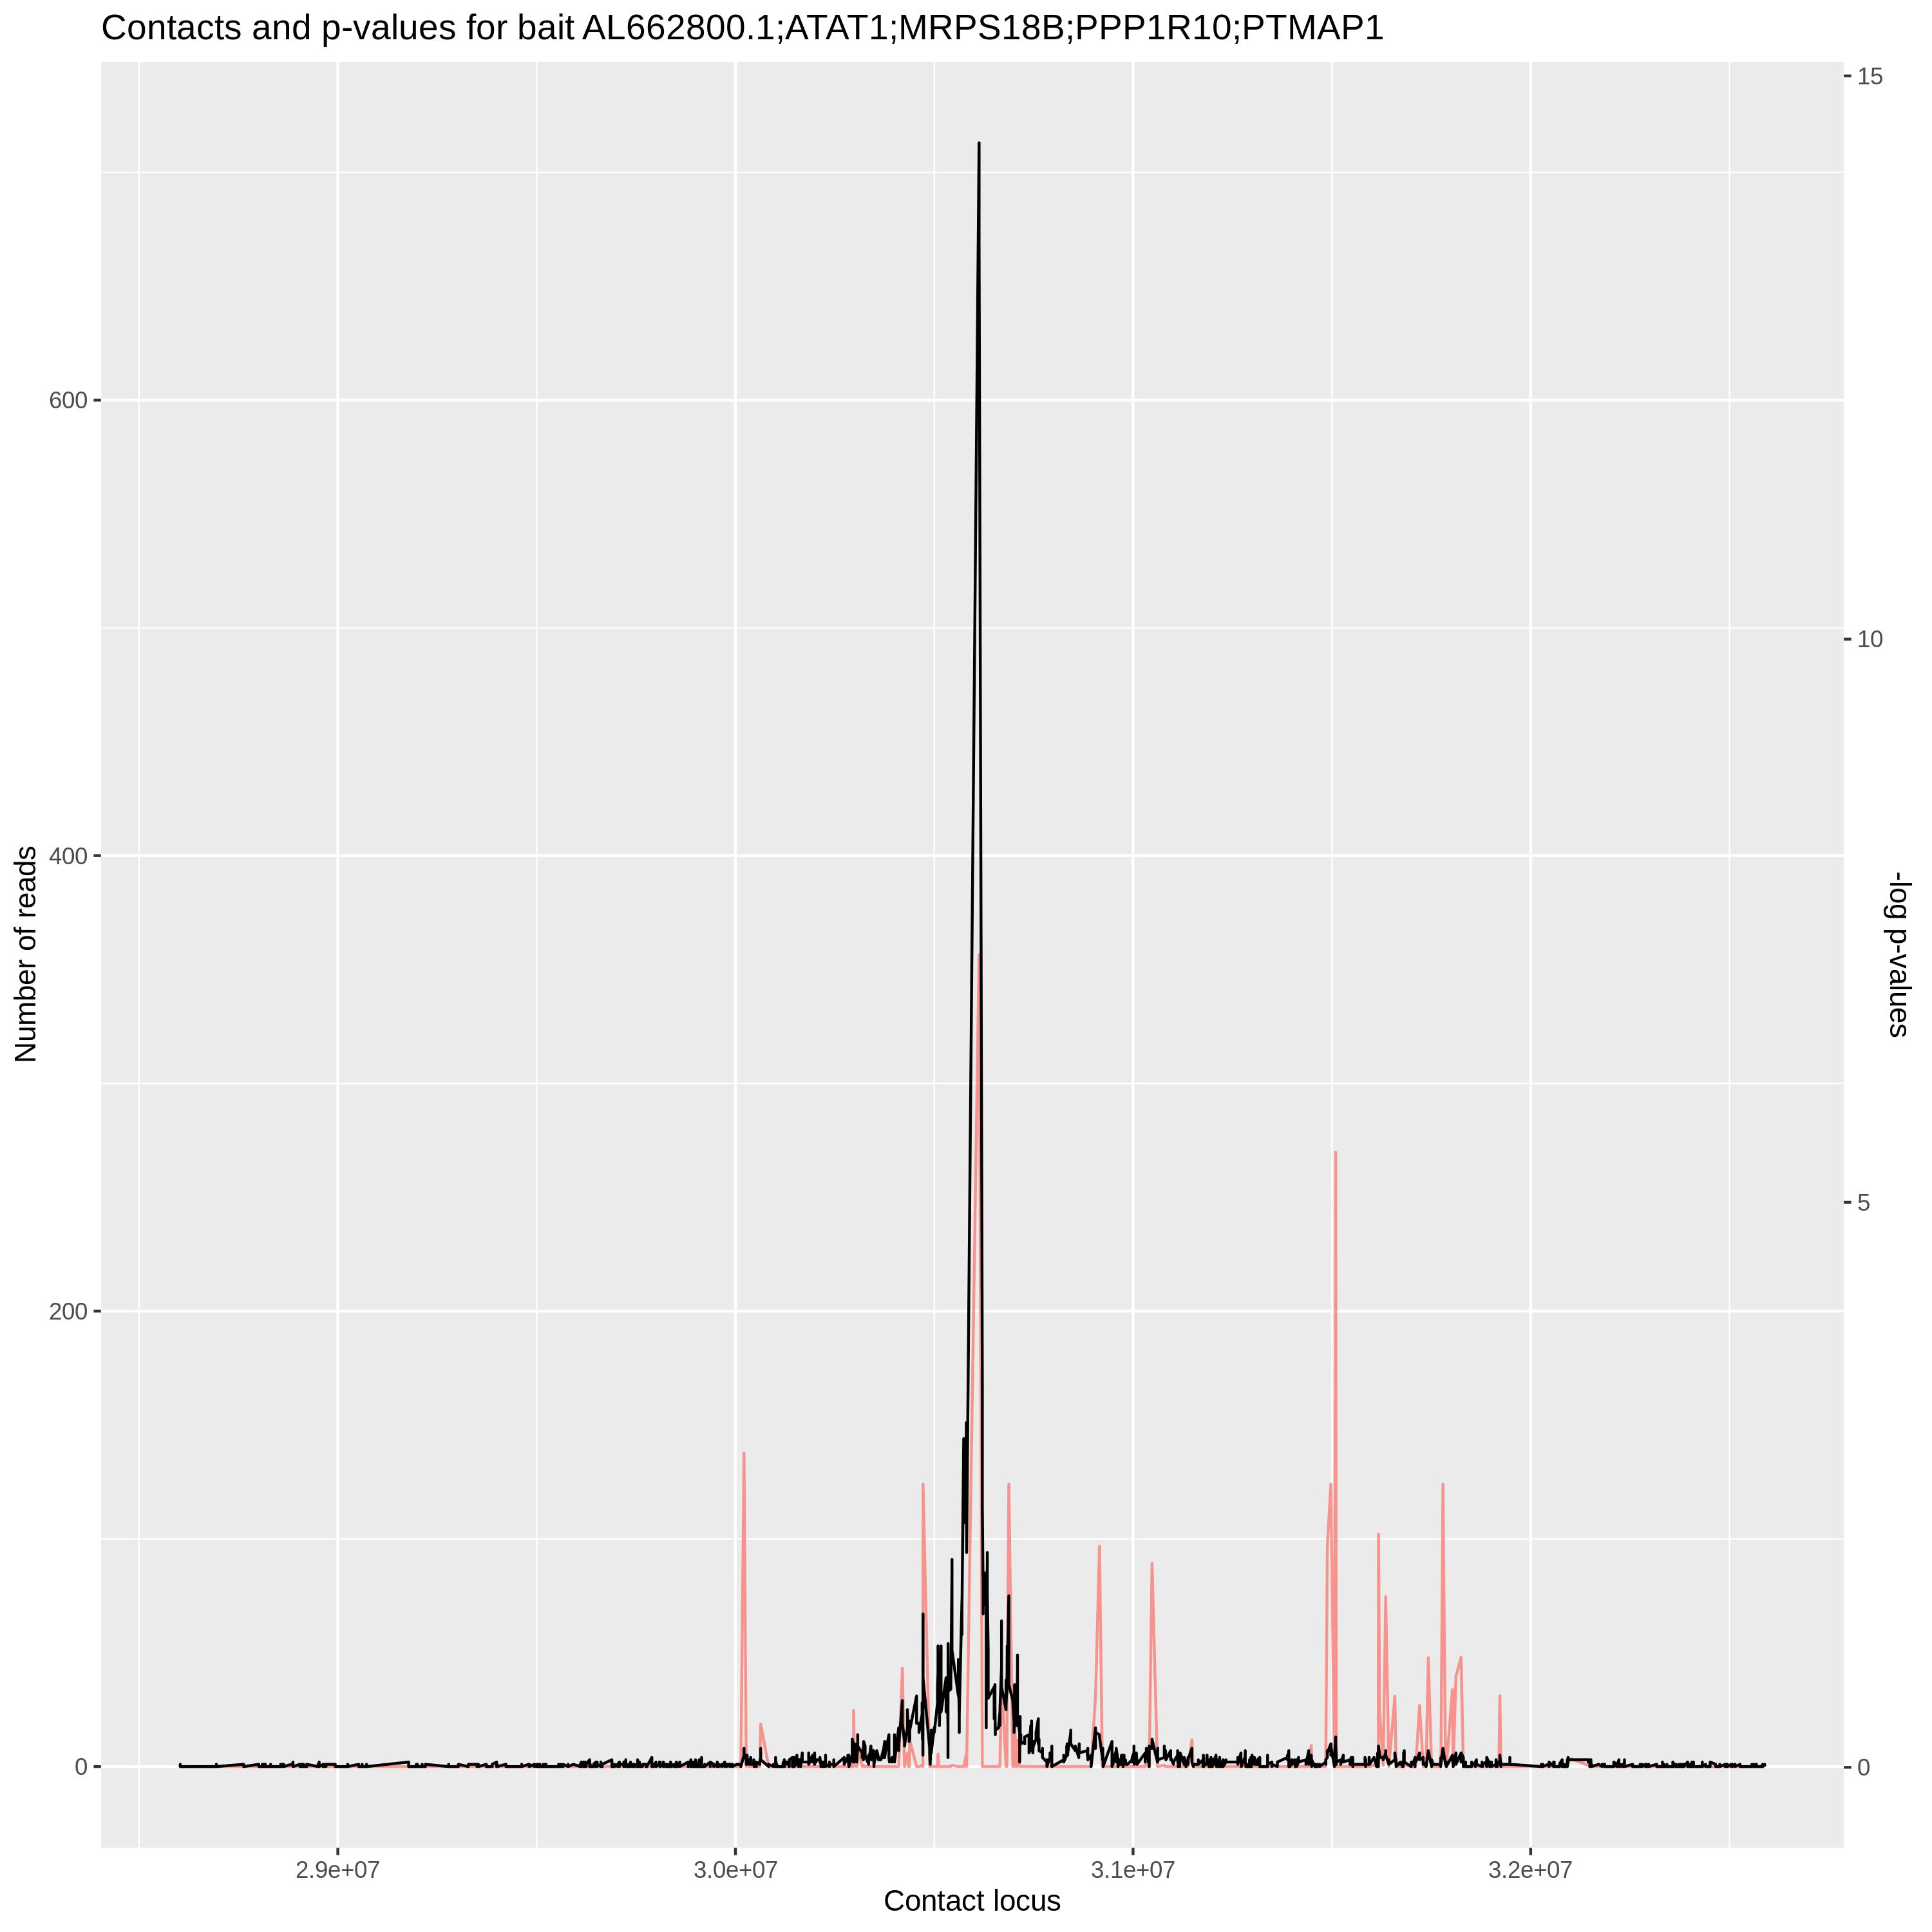 Contacts and p-values for bait AL662800.1;ATAT1;MRPS18B;PPP1R10;PTMAP1
15
600
10
400
Number of reads
-log p-values
5
200
0
0
2.9e+07
3.0e+07
3.1e+07
3.2e+07
Contact locus